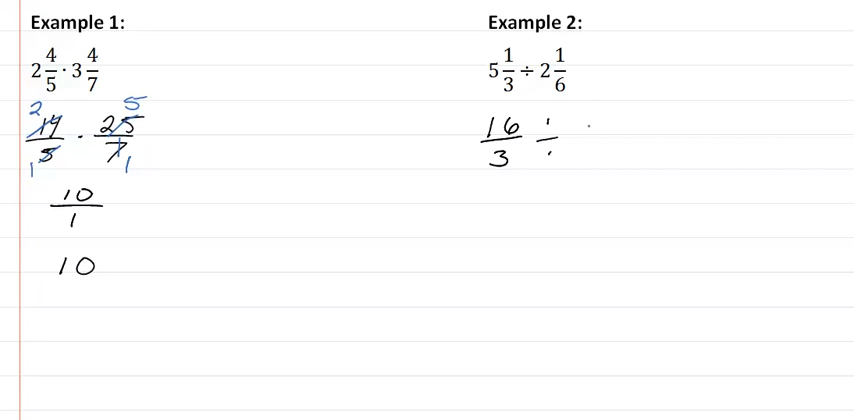 Example 1:
2 4/5 · 3 4/7
2 5
14/5 · 25/7
1 1
10/1
10
Example 2:
5 1/3 ÷ 2 1/6
16/3 ÷